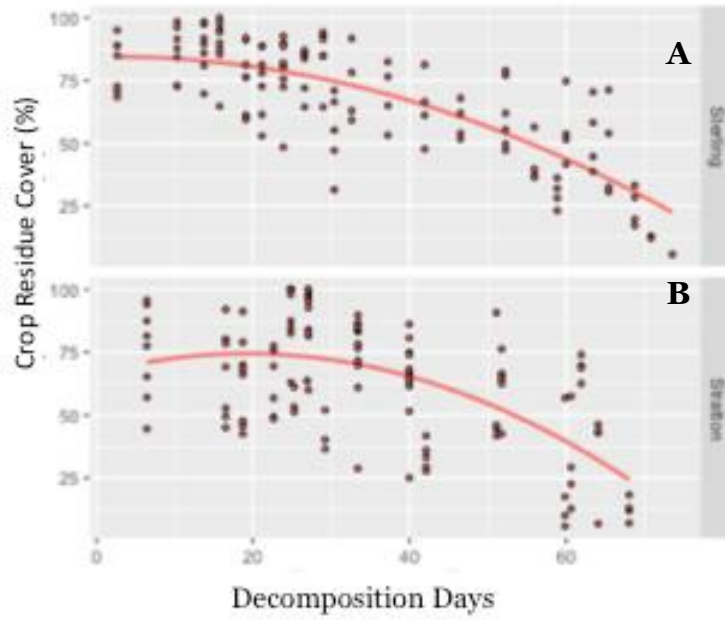 Crop Residue Cover (%)
100
75
50
25
A
Sterling
100
75
50
25
B
Stratton
0
20
40
60
Decomposition Days